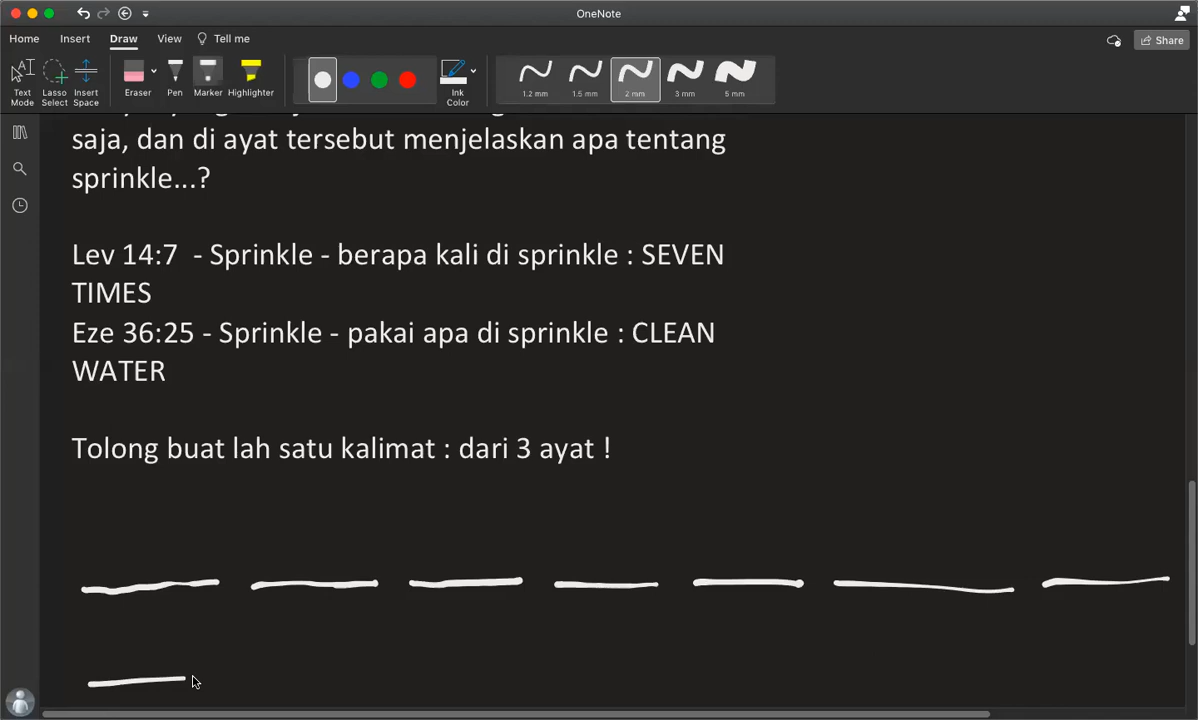 OneNote
Home Insert Draw View Tell me
Share
Text Mode
Lasso Select
Insert Space
Eraser
Pen
Marker
Highlighter
Ink Color
1.2 mm
1.5 mm
2 mm
3 mm
5 mm
saja, dan di ayat tersebut menjelaskan apa tentang
sprinkle...?
Lev 14:7 - Sprinkle - berapa kali di sprinkle : SEVEN
TIMES
Eze 36:25 - Sprinkle - pakai apa di sprinkle : CLEAN
WATER
Tolong buat lah satu kalimat : dari 3 ayat !